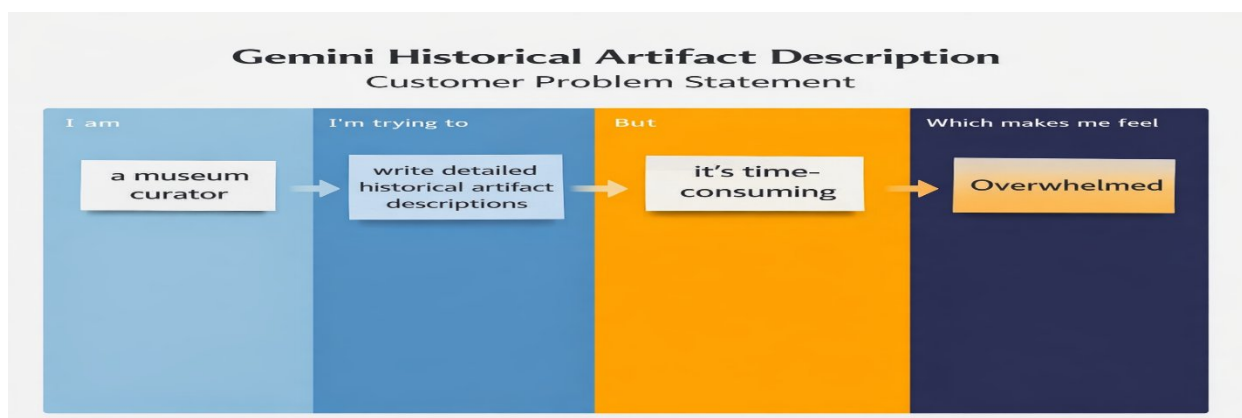 Gemini Historical Artifact Description
Customer Problem Statement
I am
a museum
curator
I'm trying to
write detailed
historical artifact
descriptions
But
it's time-
consuming
Which makes me feel
Overwhelmed